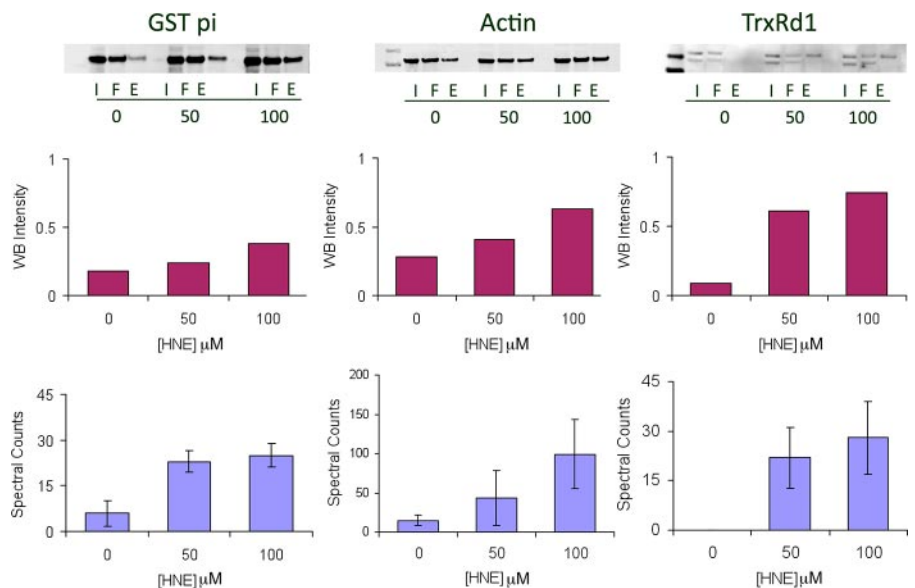 GST pi
Actin
TrxRd1
I F E I F E I F E
0 50 100
I F E I F E I F E
0 50 100
I F E I F E I F E
0 50 100
WB Intensity
1
0.5
0
0 50 100
[HNE] μM
WB Intensity
1
0.5
0
0 50 100
[HNE] μM
WB Intensity
1
0.5
0
0 50 100
[HNE] μM
Spectral Counts
45
30
15
0
0 50 100
[HNE] μM
Spectral Counts
200
150
100
50
0
0 50 100
[HNE] μM
Spectral Counts
45
30
15
0
0 50 100
[HNE] μM